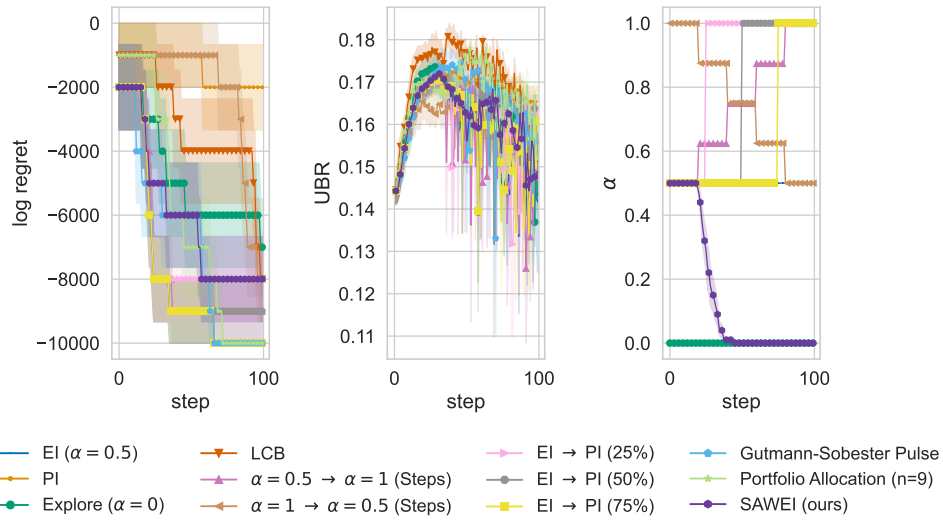 0
−2000
−4000
−6000
−8000
−10000
log regret
0 100
step
0.18
0.17
0.16
0.15
0.14
0.13
0.12
0.11
UBR
0 100
step
1.0
0.8
0.6
0.4
0.2
0.0
α
0 100
step
EI (α = 0.5)
PI
Explore (α = 0)
LCB
α = 0.5 → α = 1 (Steps)
α = 1 → α = 0.5 (Steps)
EI → PI (25%)
EI → PI (50%)
EI → PI (75%)
Gutmann-Sobester Pulse
Portfolio Allocation (n=9)
SAWEI (ours)